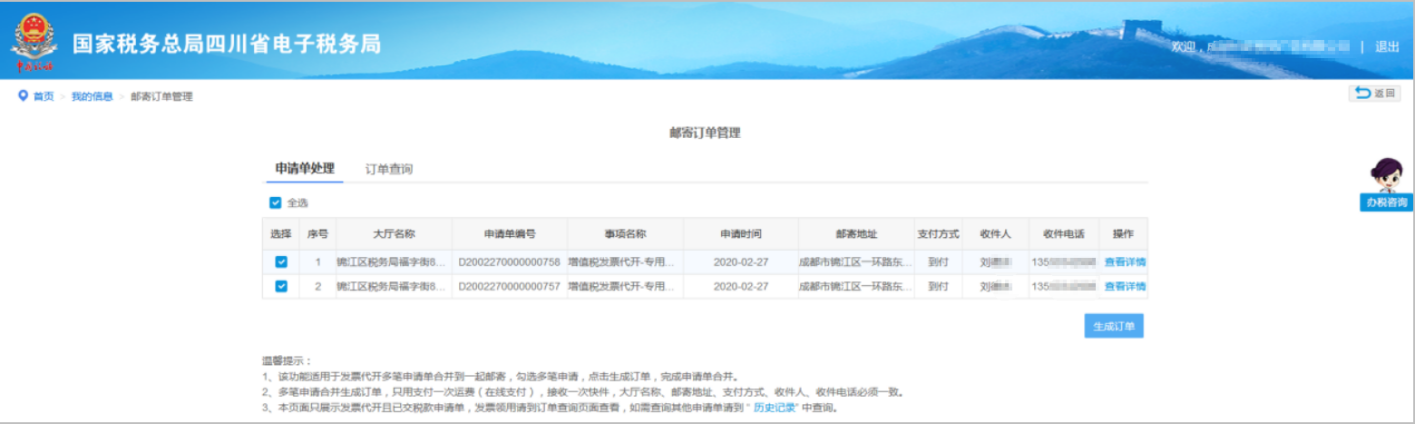 国家税务总局四川省电子税务局
欢迎, | 退出
首页 > 我的信息 > 邮寄订单管理 返回
邮寄订单管理
申请单处理 订单查询
办税咨询
全选
选择 序号 大厅名称 申请单编号 事项名称 申请时间 邮寄地址 支付方式 收件人 收件电话 操作
1 锦江区税务局福字街8... D2002270000000758 增值税发票代开-专用... 2020-02-27 成都市锦江区一环路东... 到付 刘 135 查看详情
2 锦江区税务局福字街8... D2002270000000757 增值税发票代开-专用... 2020-02-27 成都市锦江区一环路东... 到付 刘 135 查看详情
生成订单
温馨提示：
1、该功能适用于发票代开多笔申请单合并到一起邮寄，勾选多笔申请，点击生成订单，完成申请单合并。
2、多笔申请合并生成订单，只用支付一次运费（在线支付），接收一次快件，大厅名称、邮寄地址、支付方式、收件人、收件电话必须一致。
3、本页面只展示发票代开且已交税款申请单，发票领用请到订单查询页面查看，如需查询其他申请单请到“ 历史记录” 中查询。